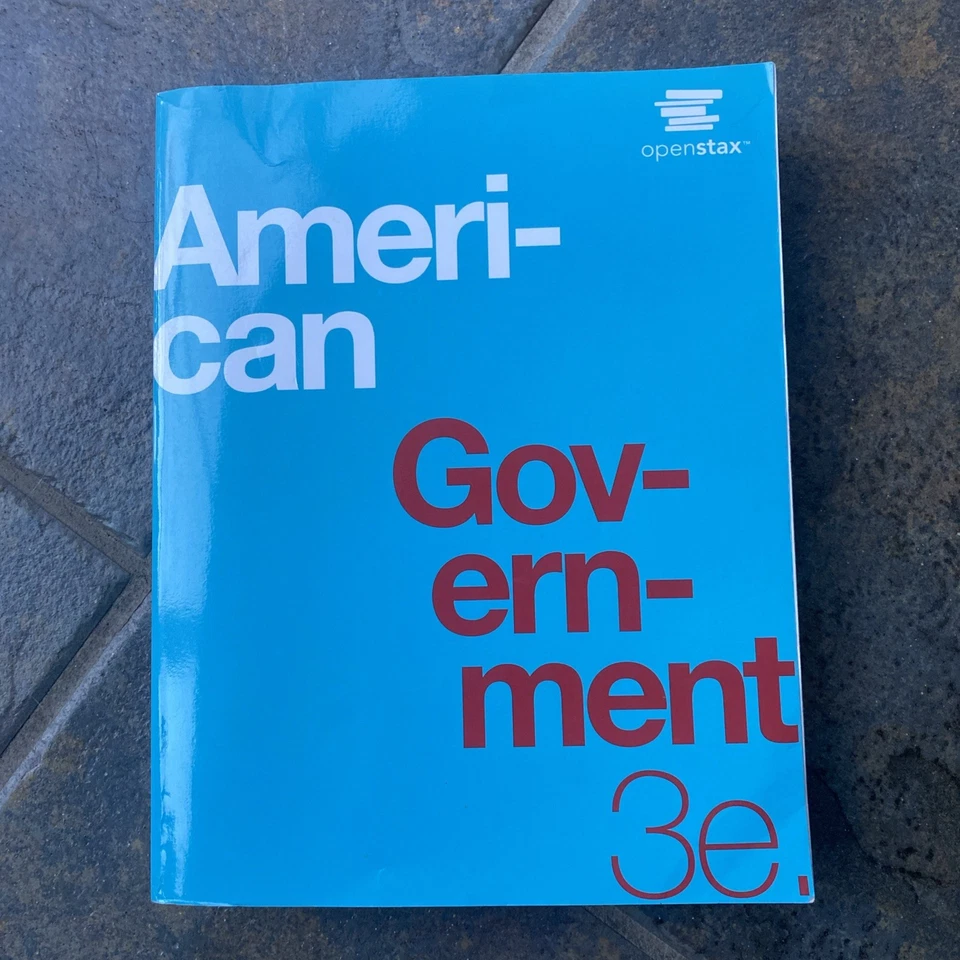 openstax™
Ameri-
can
Gov-
ern-
ment
3e.